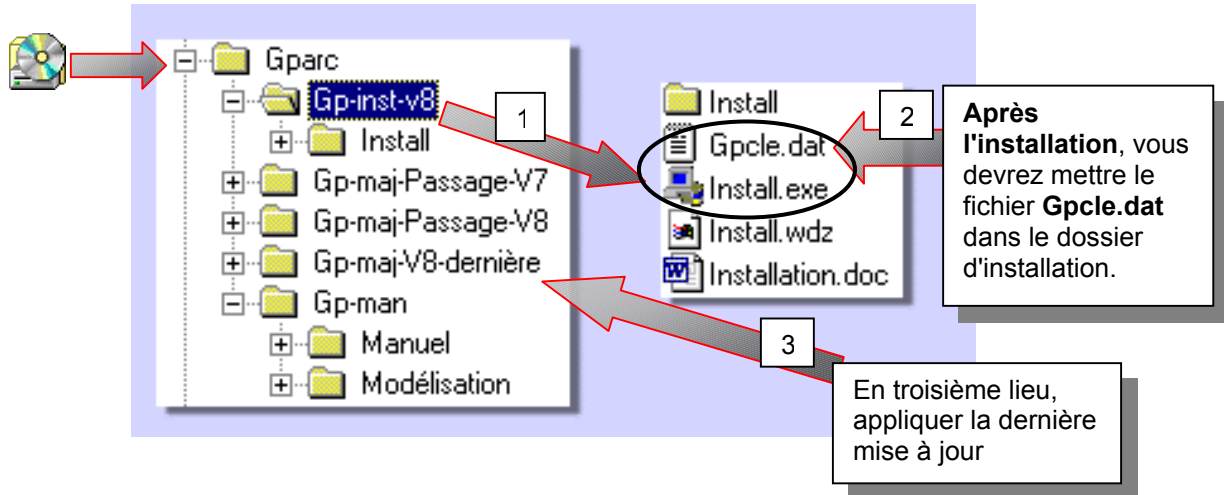 Gparc
Gp-inst-v8
Install
Gp-maj-Passage-V7
Gp-maj-Passage-V8
Gp-maj-V8-dernière
Gp-man
Manuel
Modélisation
1
Install
Gpcle.dat
Install.exe
Install.wdz
Installation.doc
2
Après
l'installation, vous
devrez mettre le
fichier Gpcle.dat
dans le dossier
d'installation.
3
En troisième lieu,
appliquer la dernière
mise à jour